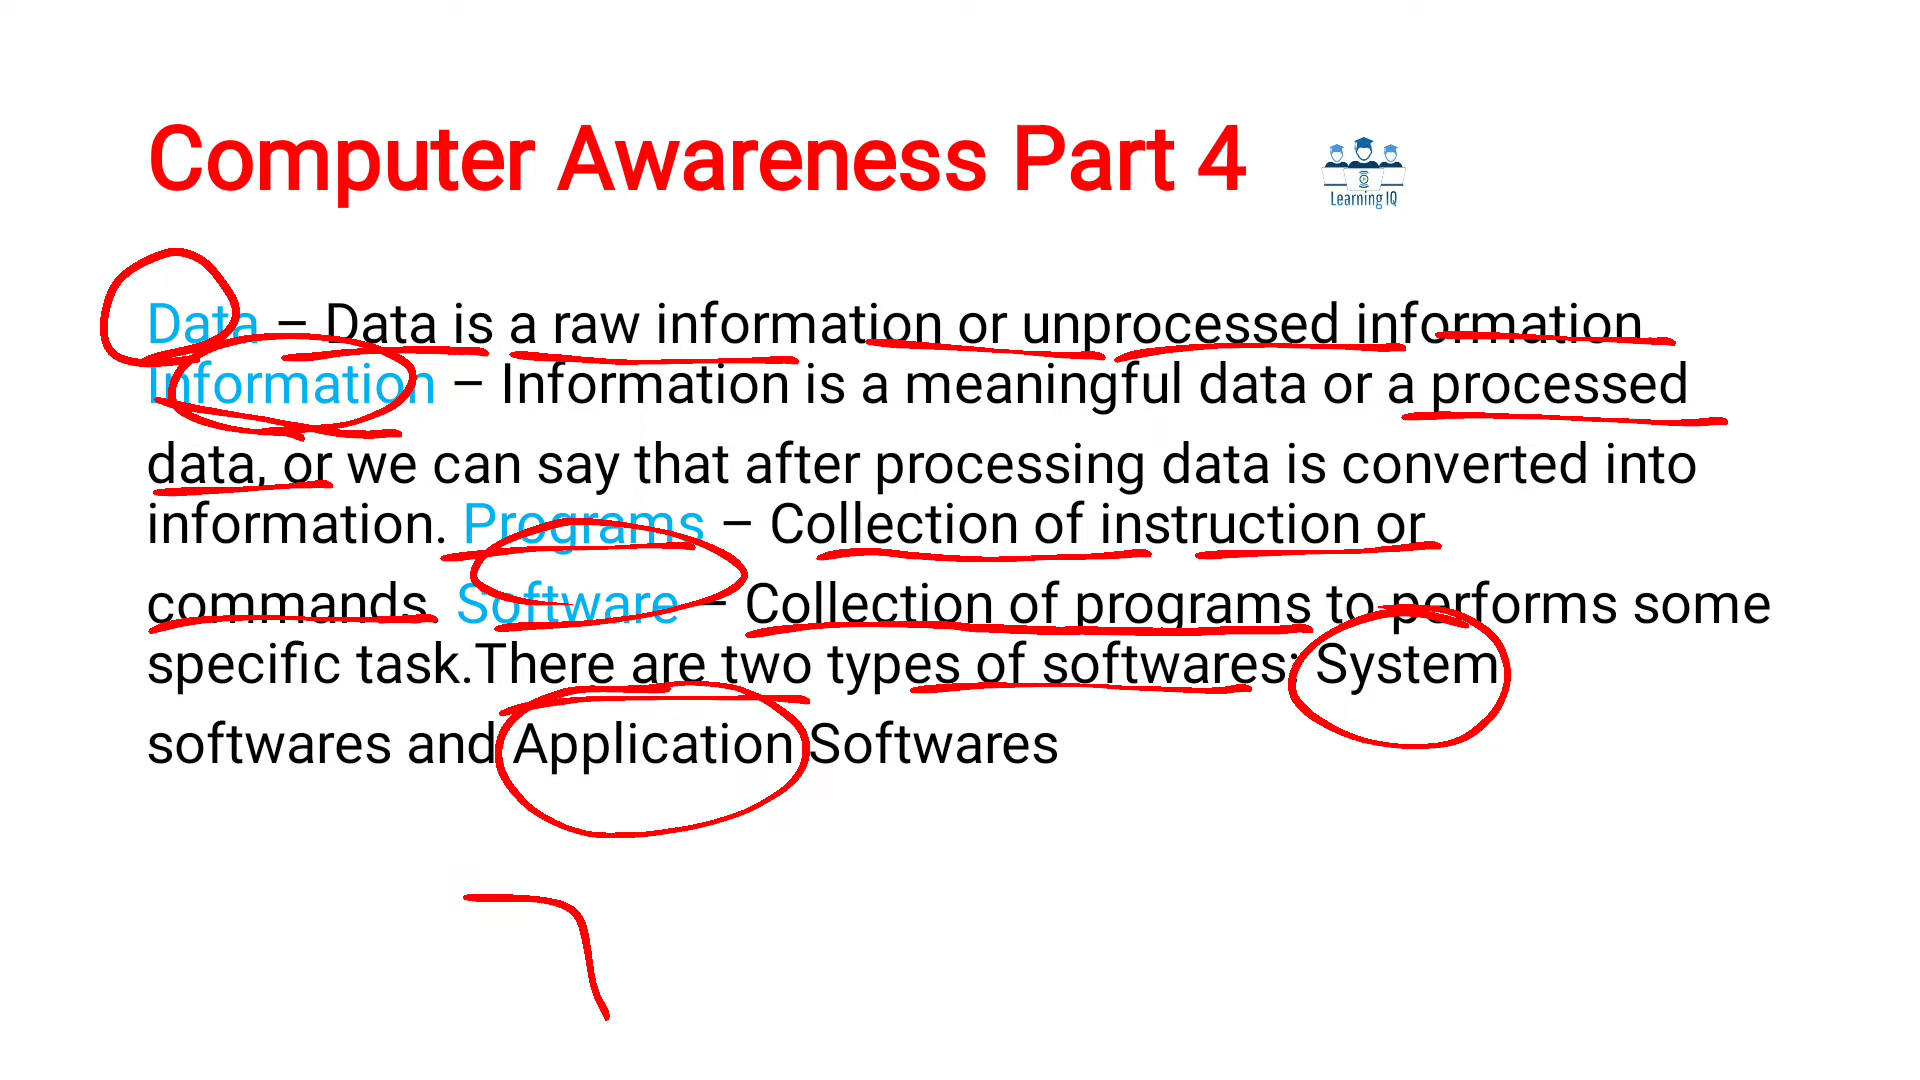 Computer Awareness Part 4
Learning IQ
Data – Data is a raw information or unprocessed information
Information – Information is a meaningful data or a processed
data, or we can say that after processing data is converted into
information. Programs – Collection of instruction or
commands. Software – Collection of programs to performs some
specific task.There are two types of softwares: System
softwares and Application Softwares